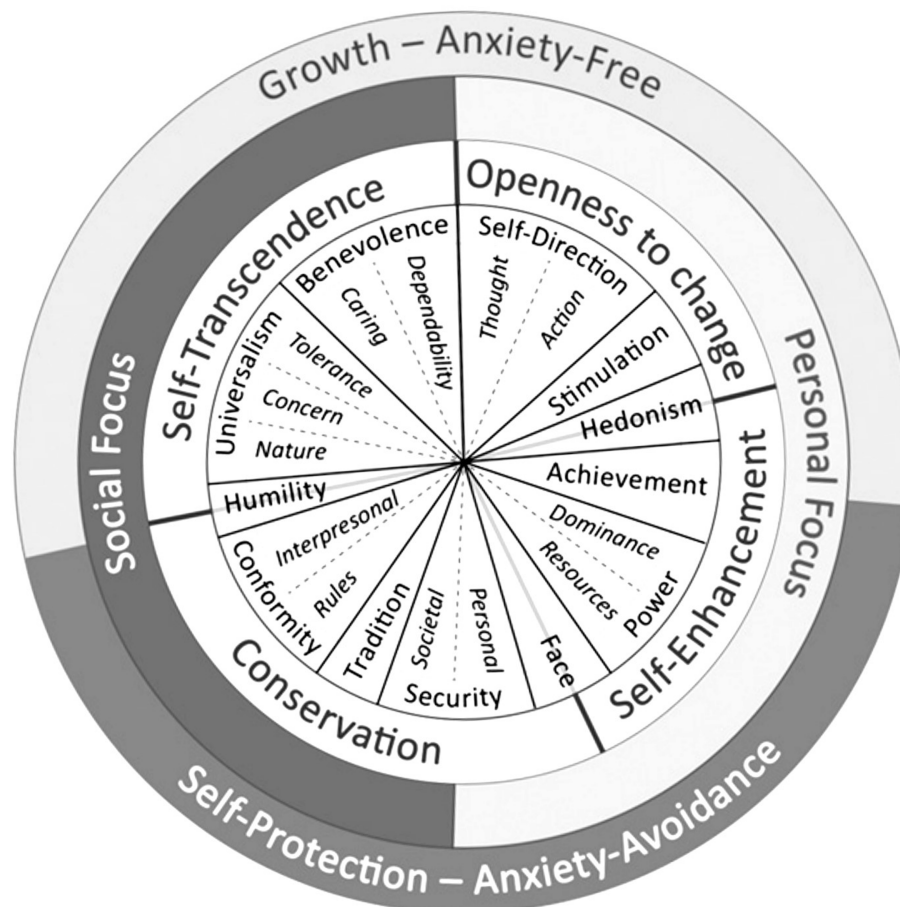 Growth – Anxiety-Free
Social Focus
Personal Focus
Self-Protection – Anxiety-Avoidance
Self-Transcendence
Openness to change
Self-Enhancement
Conservation
Self-Direction
Thought
Action
Stimulation
Hedonism
Achievement
Dominance
Resources
Power
Face
Personal
Societal
Security
Tradition
Rules
Interpresonal
Conformity
Humility
Nature
Concern
Tolerance
Universalism
Caring
Dependability
Benevolence